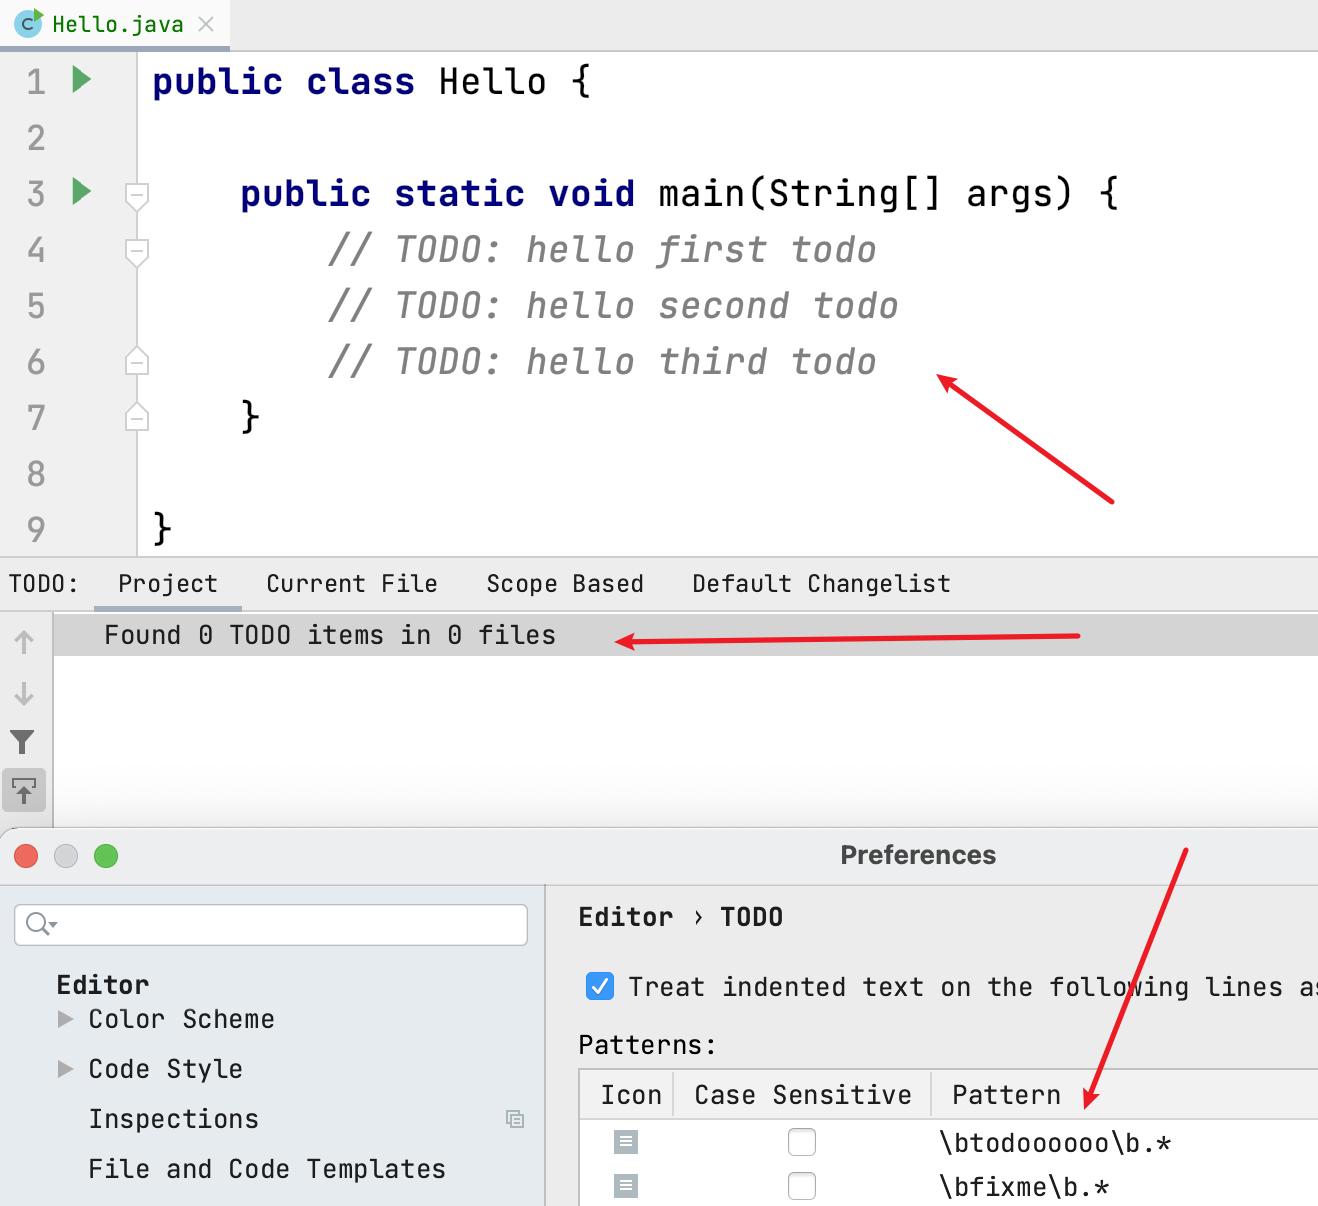 Hello.java
1 public class Hello {
2
3 public static void main(String[] args) {
4 // TODO: hello first todo
5 // TODO: hello second todo
6 // TODO: hello third todo
7 }
8
9 }
TODO: Project Current File Scope Based Default Changelist
Found 0 TODO items in 0 files
Preferences
Editor › TODO
Treat indented text on the following lines as
Editor
Color Scheme
Code Style
Inspections
File and Code Templates
Patterns:
Icon Case Sensitive Pattern
\btodoooooo\b.*
\bfixme\b.*